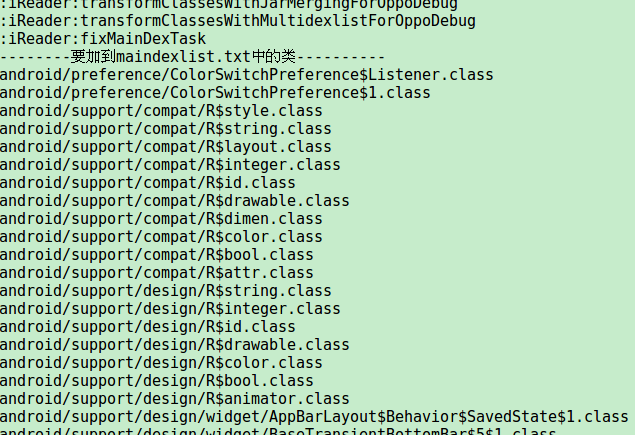 :iReader:transformClassesWithJarMergingForOppoDebug
:iReader:transformClassesWithMultidexlistForOppoDebug
:iReader:fixMainDexTask
--------要加到maindexlist.txt中的类----------
android/preference/ColorSwitchPreference$Listener.class
android/preference/ColorSwitchPreference$1.class
android/support/compat/R$style.class
android/support/compat/R$string.class
android/support/compat/R$layout.class
android/support/compat/R$integer.class
android/support/compat/R$id.class
android/support/compat/R$drawable.class
android/support/compat/R$dimen.class
android/support/compat/R$color.class
android/support/compat/R$bool.class
android/support/compat/R$attr.class
android/support/design/R$string.class
android/support/design/R$integer.class
android/support/design/R$id.class
android/support/design/R$drawable.class
android/support/design/R$color.class
android/support/design/R$bool.class
android/support/design/R$animator.class
android/support/design/widget/AppBarLayout$Behavior$SavedState$1.class
android/support/design/widget/BaseTransientBottomBar$5$1.class